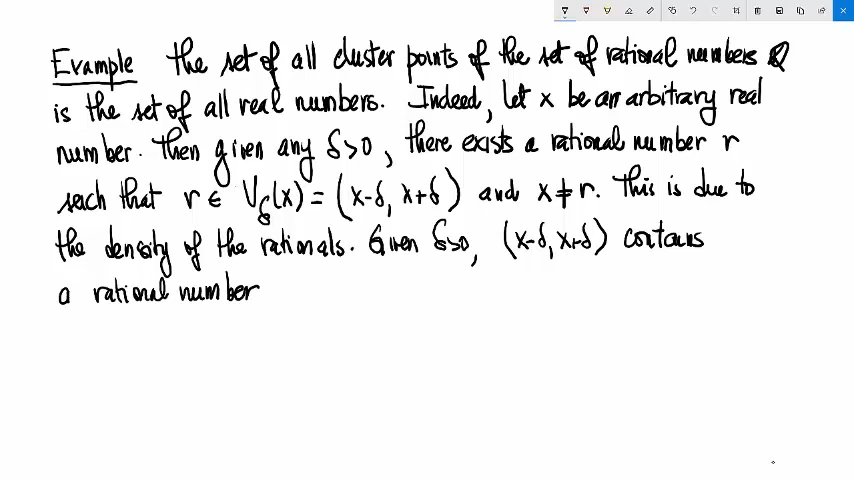 Example The set of all cluster points of the set of rational numbers Q
is the set of all real numbers. Indeed, let x be an arbitrary real
number. Then given any δ>0, there exists a rational number r
such that r ∈ V_δ(x) = (x-δ, x+δ) and x ≠ r. This is due to
the density of the rationals. Given δ>0, (x-δ, x+δ) contains
a rational number